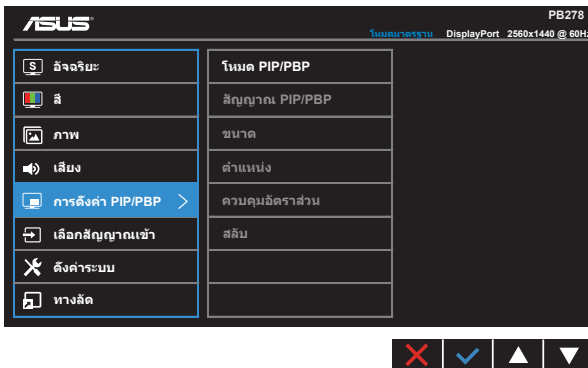 ASUS
PB278
โหมดมาตรฐาน DisplayPort 2560x1440 @ 60Hz
S อัจฉริยะ
โหมด PIP/PBP
สี
สัญญาณ PIP/PBP
ภาพ
ขนาด
เสียง
ตำแหน่ง
การตั้งค่า PIP/PBP
ควบคุมอัตราส่วน
เลือกสัญญาณเข้า
สลับ
ตั้งค่าระบบ
ทางลัด